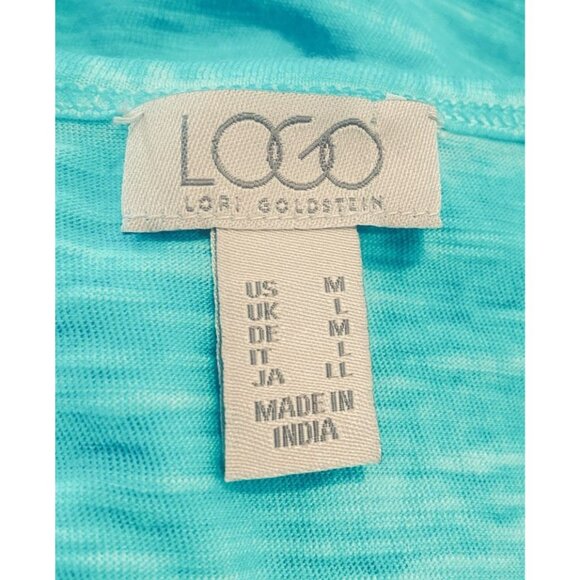 LOGO
LORI GOLDSTEIN
US M
UK L
DE M
IT L
JA LL
MADE IN
INDIA